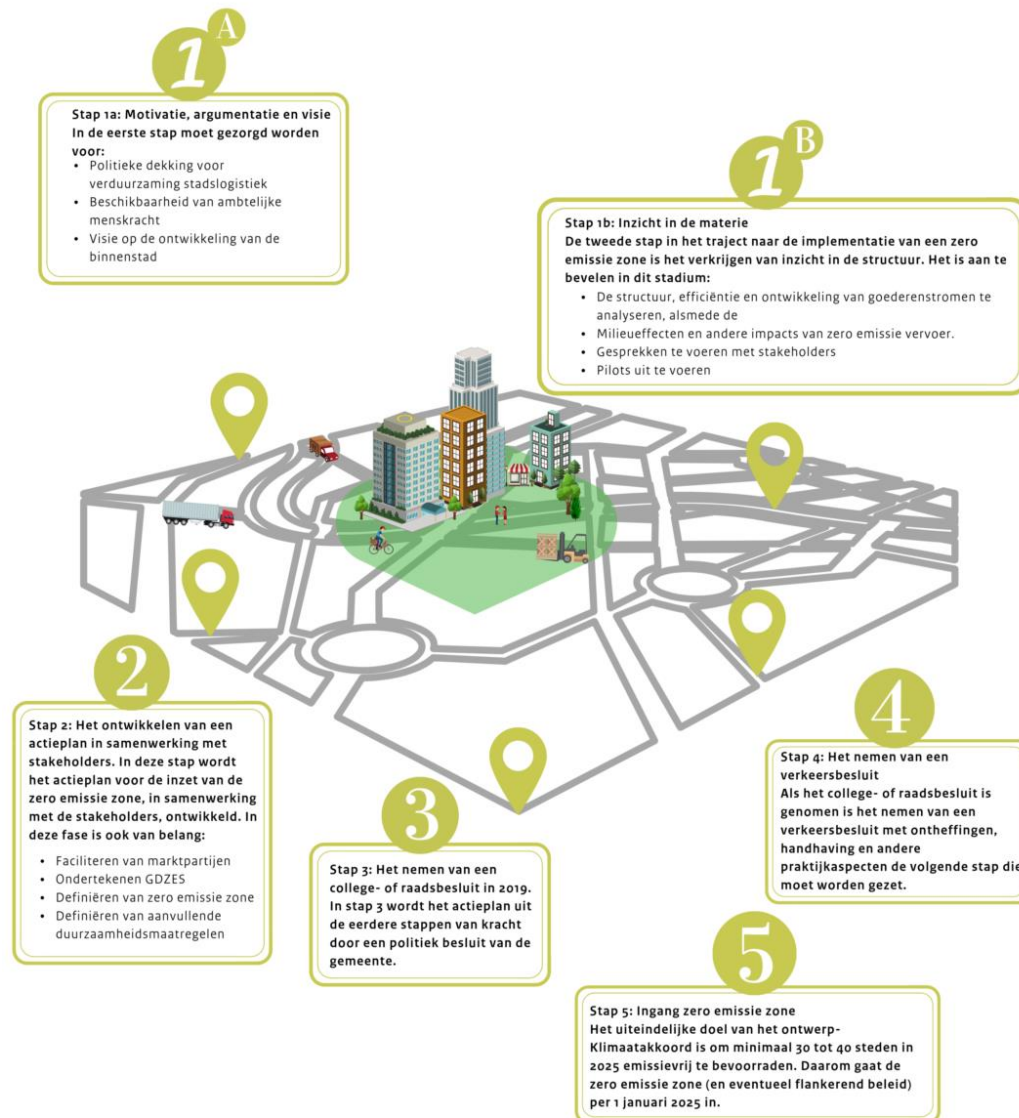 1
A
Stap 1a: Motivatie, argumentatie en visie
In de eerste stap moet gezorgd worden
voor:
• Politieke dekking voor
verduurzaming stadslogistiek
• Beschikbaarheid van ambtelijke
menskracht
• Visie op de ontwikkeling van de
binnenstad
1
B
Stap 1b: Inzicht in de materie
De tweede stap in het traject naar de implementatie van een zero
emissie zone is het verkrijgen van inzicht in de structuur. Het is aan te
bevelen in dit stadium:
• De structuur, efficiëntie en ontwikkeling van goederenstromen te
analyseren, alsmede de
• Milieueffecten en andere impacts van zero emissie vervoer.
• Gesprekken te voeren met stakeholders
• Pilots uit te voeren
2
Stap 2: Het ontwikkelen van een
actieplan in samenwerking met
stakeholders. In deze stap wordt
het actieplan voor de inzet van de
zero emissie zone, in samenwerking
met de stakeholders, ontwikkeld. In
deze fase is ook van belang:
• Faciliteren van marktpartijen
• Ondertekenen GDZES
• Definiëren van zero emissie zone
• Definiëren van aanvullende
duurzaamheidsmaatregelen
3
Stap 3: Het nemen van een
college- of raadsbesluit in 2019.
In stap 3 wordt het actieplan uit
de eerdere stappen van kracht
door een politiek besluit van de
gemeente.
4
Stap 4: Het nemen van een
verkeersbesluit
Als het college- of raadsbesluit is
genomen is het nemen van een
verkeersbesluit met ontheffingen,
handhaving en andere
praktijkaspecten de volgende stap die
moet worden gezet.
5
Stap 5: Ingang zero emissie zone
Het uiteindelijke doel van het ontwerp-
Klimaatakkoord is om minimaal 30 tot 40 steden in
2025 emissievrij te bevoorraden. Daarom gaat de
zero emissie zone (en eventueel flankerend beleid)
per 1 januari 2025 in.